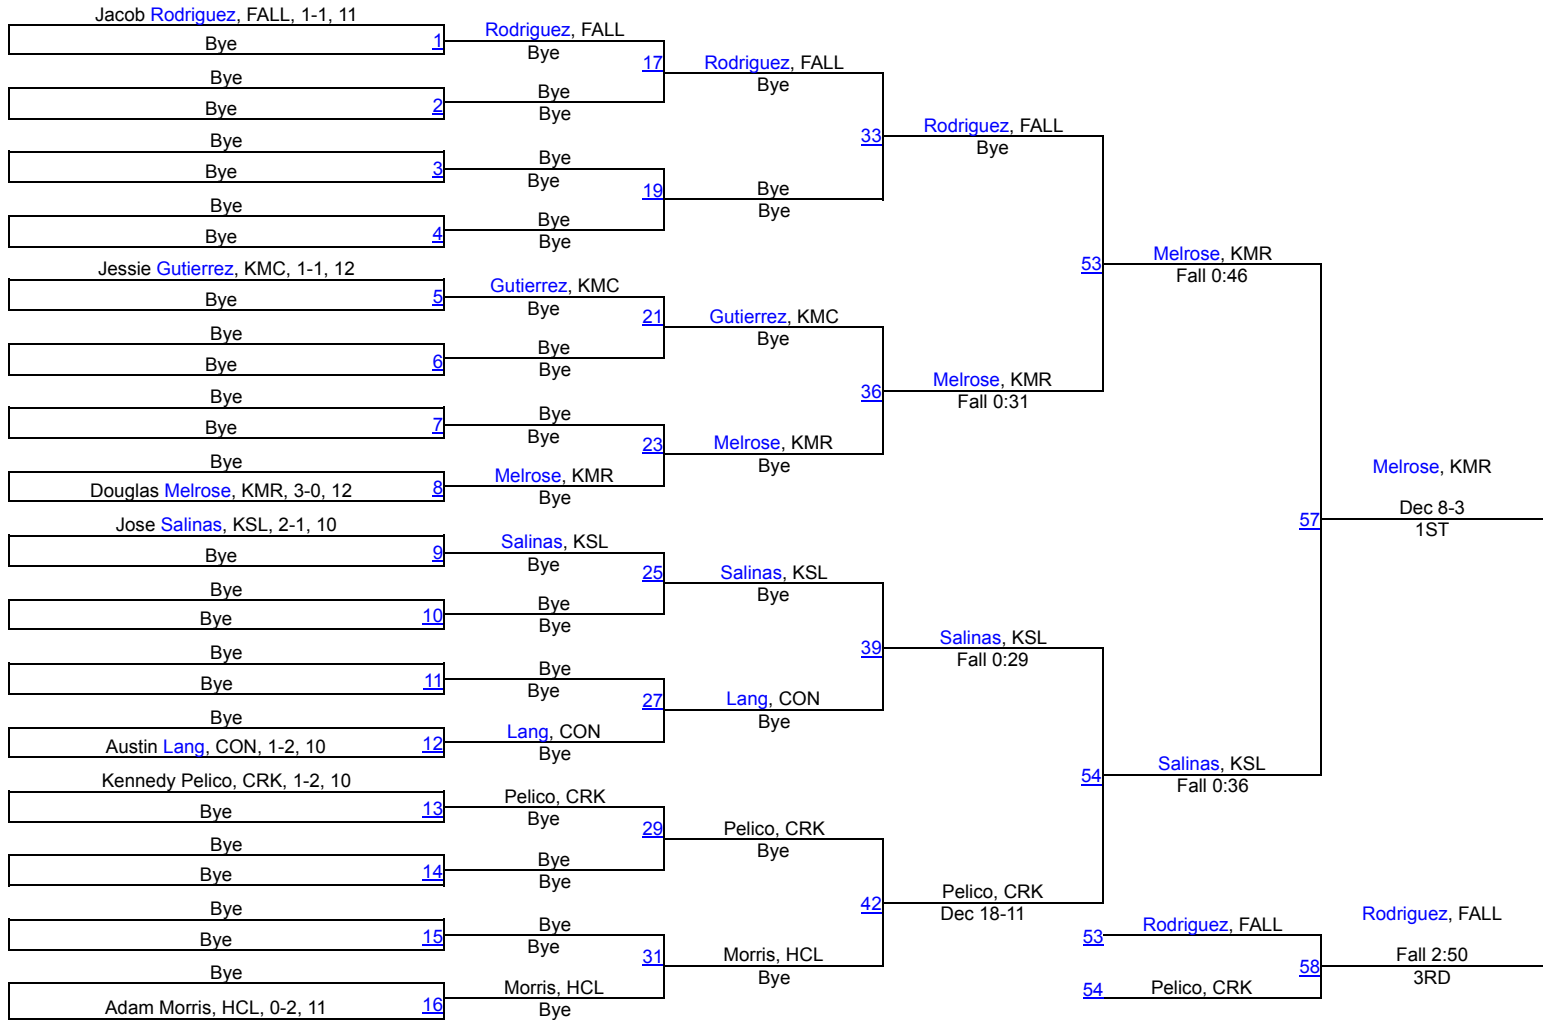 Jacob Rodriguez, FALL, 1-1, 11
Bye
1
Bye
Bye
2
Bye
Bye
3
Bye
Bye
4
Jessie Gutierrez, KMC, 1-1, 12
Bye
5
Bye
Bye
6
Bye
Bye
7
Bye
Douglas Melrose, KMR, 3-0, 12
8
Jose Salinas, KSL, 2-1, 10
Bye
9
Bye
Bye
10
Bye
Bye
11
Bye
Austin Lang, CON, 1-2, 10
12
Kennedy Pelico, CRK, 1-2, 10
Bye
13
Bye
Bye
14
Bye
Bye
15
Bye
Adam Morris, HCL, 0-2, 11
16
Rodriguez, FALL
Bye
17
Bye
Bye
Bye
Bye
19
Bye
Bye
Gutierrez, KMC
Bye
21
Bye
Bye
Bye
Bye
23
Melrose, KMR
Bye
Salinas, KSL
Bye
25
Bye
Bye
Bye
Bye
27
Lang, CON
Bye
Pelico, CRK
Bye
29
Bye
Bye
Bye
Bye
31
Morris, HCL
Bye
Rodriguez, FALL
Bye
33
Bye
Bye
Gutierrez, KMC
Bye
36
Melrose, KMR
Bye
Salinas, KSL
Bye
39
Lang, CON
Bye
Pelico, CRK
Bye
42
Morris, HCL
Bye
Rodriguez, FALL
Bye
53
Melrose, KMR
Fall 0:31
Salinas, KSL
Fall 0:29
54
Pelico, CRK
Dec 18-11
Melrose, KMR
Fall 0:46
57
Salinas, KSL
Fall 0:36
Melrose, KMR
Dec 8-3
1ST
53
Rodriguez, FALL
58
54
Pelico, CRK
Rodriguez, FALL
Fall 2:50
3RD